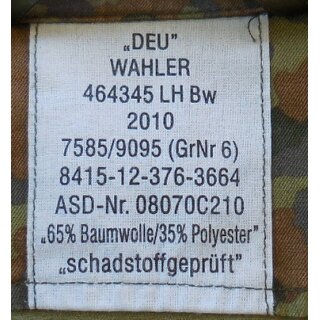 „DEU”
WAHLER
464345 LH Bw
2010
7585/9095 (GrNr 6)
8415-12-376-3664
ASD-Nr. 08070C210
„65% Baumwolle/35% Polyester”
„schadstoffgeprüft”